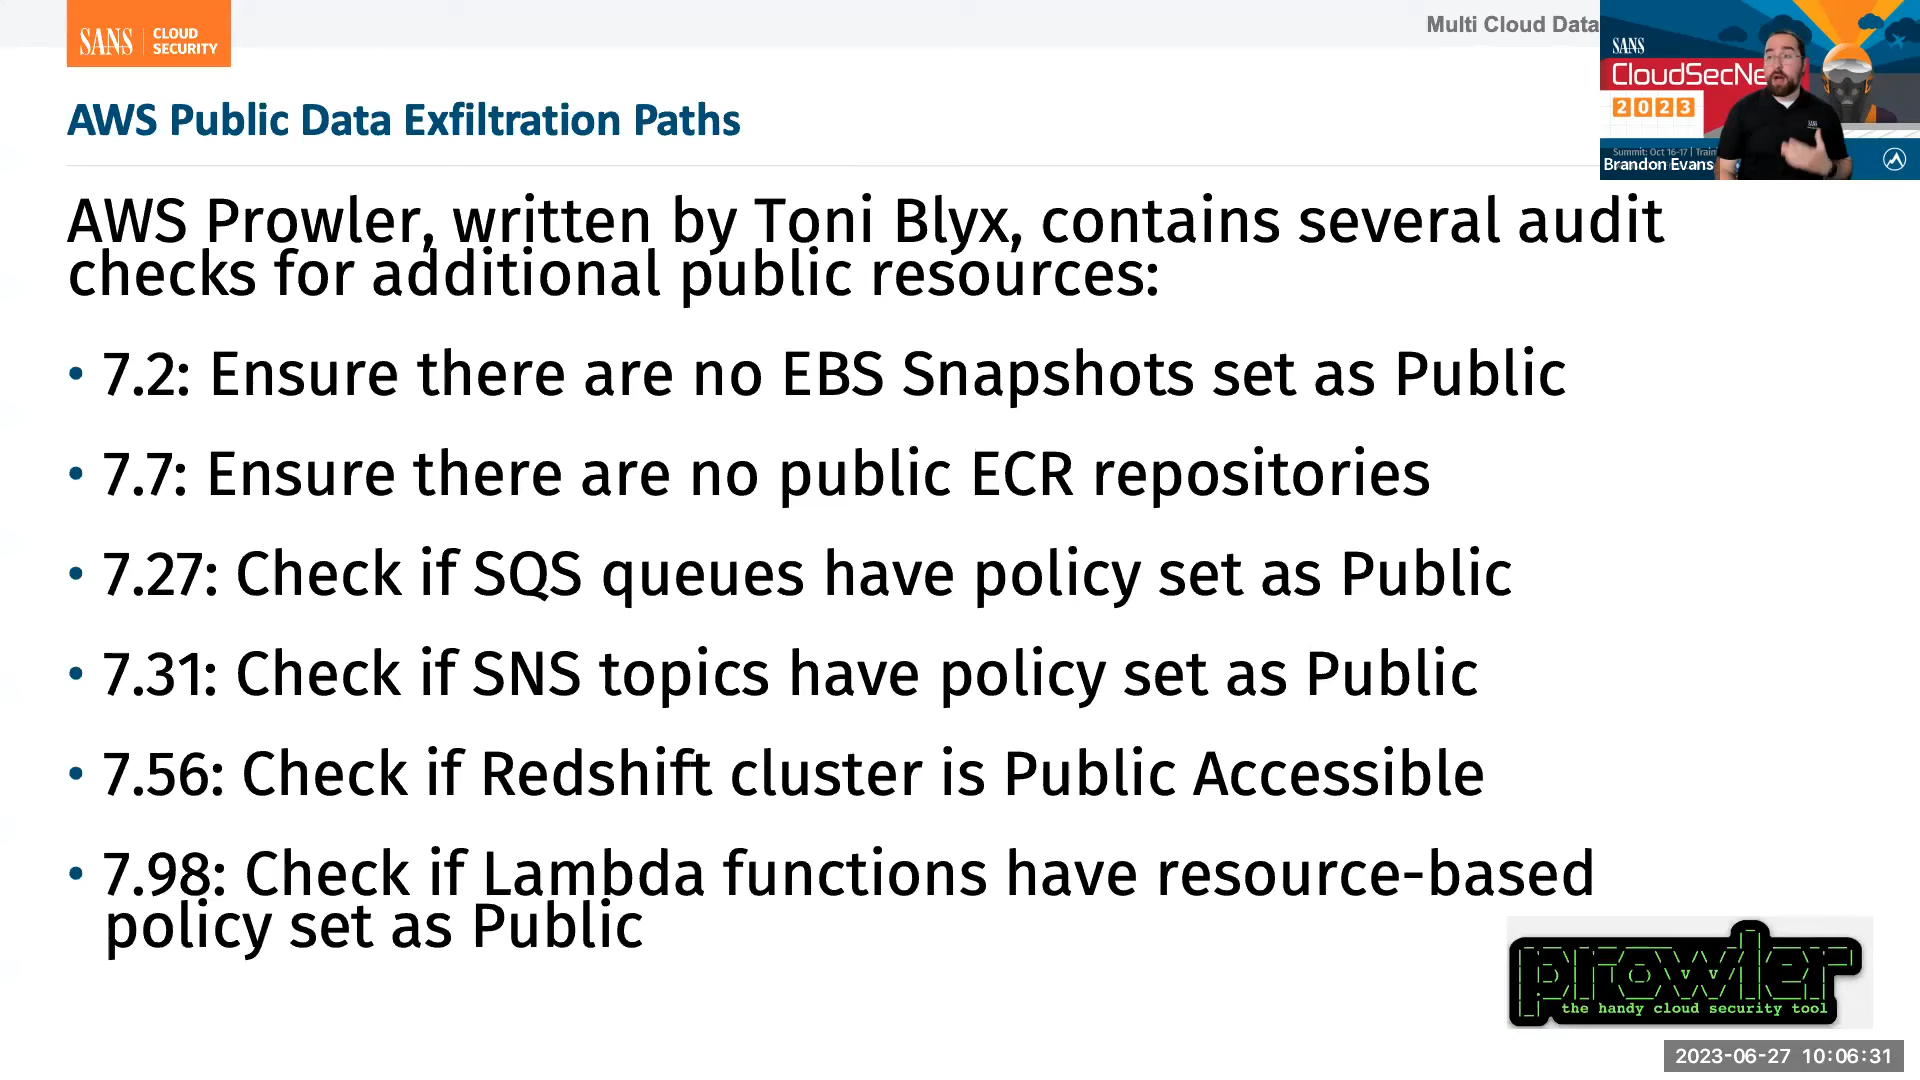 SANS | CLOUD SECURITY
Multi Cloud Data
AWS Public Data Exfiltration Paths
AWS Prowler, written by Toni Blyx, contains several audit
checks for additional public resources:
• 7.2: Ensure there are no EBS Snapshots set as Public
• 7.7: Ensure there are no public ECR repositories
• 7.27: Check if SQS queues have policy set as Public
• 7.31: Check if SNS topics have policy set as Public
• 7.56: Check if Redshift cluster is Public Accessible
• 7.98: Check if Lambda functions have resource-based
policy set as Public
SANS
CloudSecNe
2023
Summit: Oct 16-17 | Train
Brandon Evans
prowler
the handy cloud security tool
2023-06-27 10:06:31